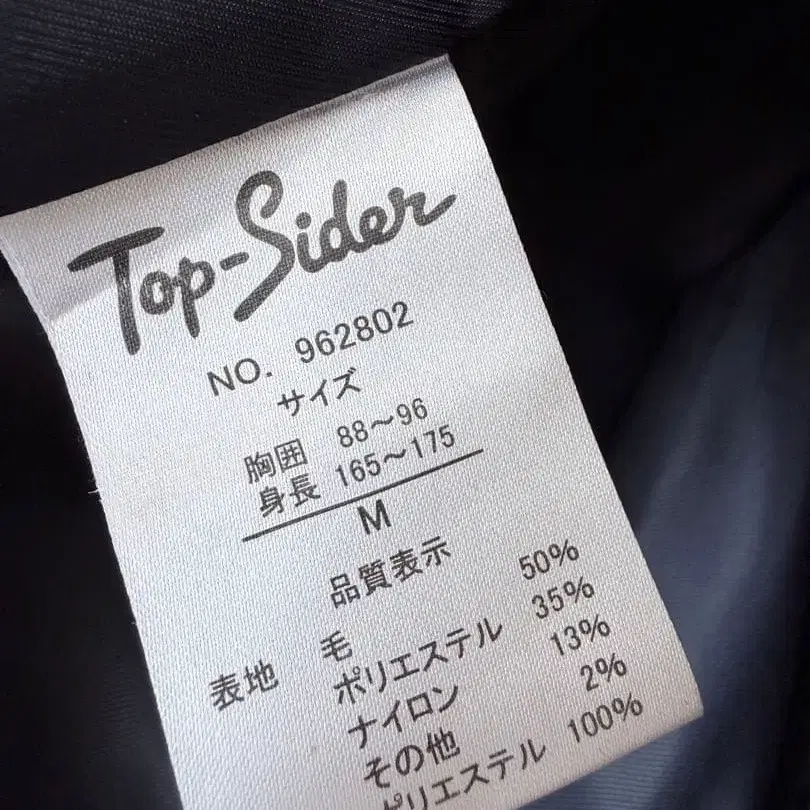 Top-Sider
NO. 962802
サイズ
胸囲 88～96
身長 165～175
M
品質表示
表地 毛 50%
ポリエステル 35%
ナイロン 13%
その他 2%
ポリエステル 100%